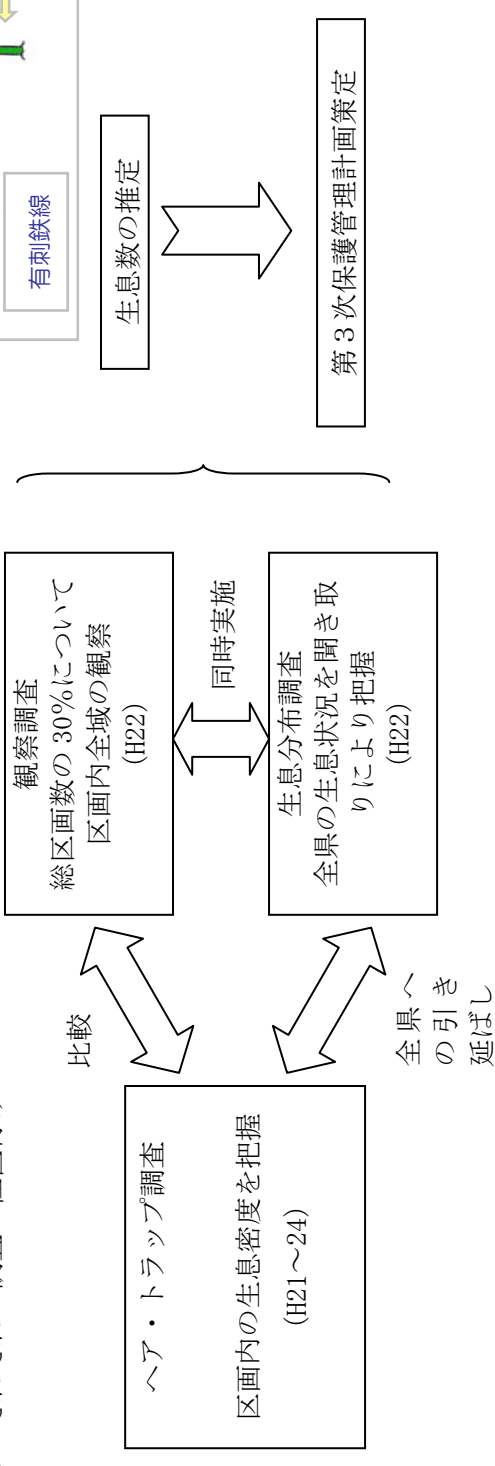 ヘア・トラップ調査
区画内の生息密度を把握
(H21～24)
比較
全県へ
の引き
延ばし
観察調査
総区画数の 30%について
区画内全域の観察
(H22)
同時実施
生息分布調査
全県の生息状況を聞き取
りにより把握
(H22)
生息数の推定
第３次保護管理計画策定
有刺鉄線